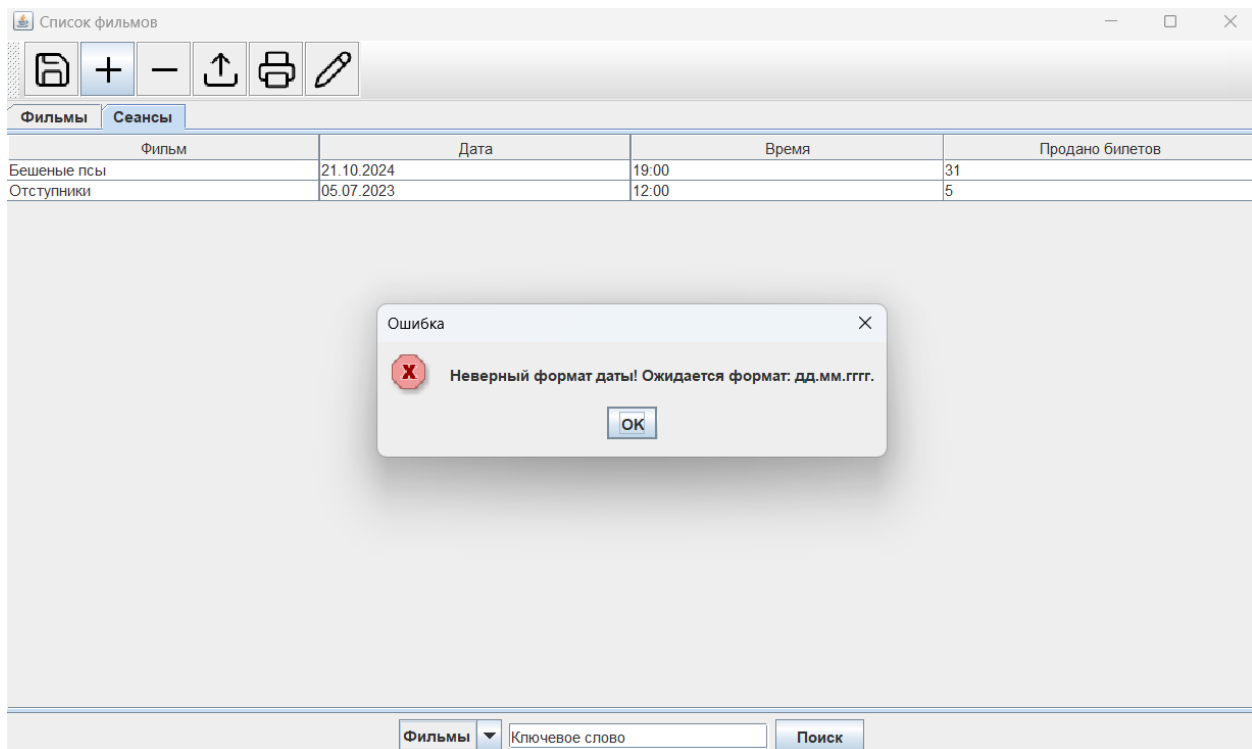 Список фильмов
Фильмы Сеансы
Фильм Дата Время Продано билетов
Бешеные псы 21.10.2024 19:00 31
Отступники 05.07.2023 12:00 5
Ошибка
X
Неверный формат даты! Ожидается формат: дд.мм.гггг.
OK
Фильмы Ключевое слово Поиск